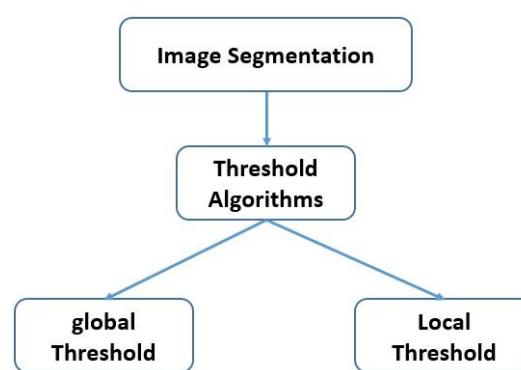 Image Segmentation
Threshold
Algorithms
global
Threshold
Local
Threshold